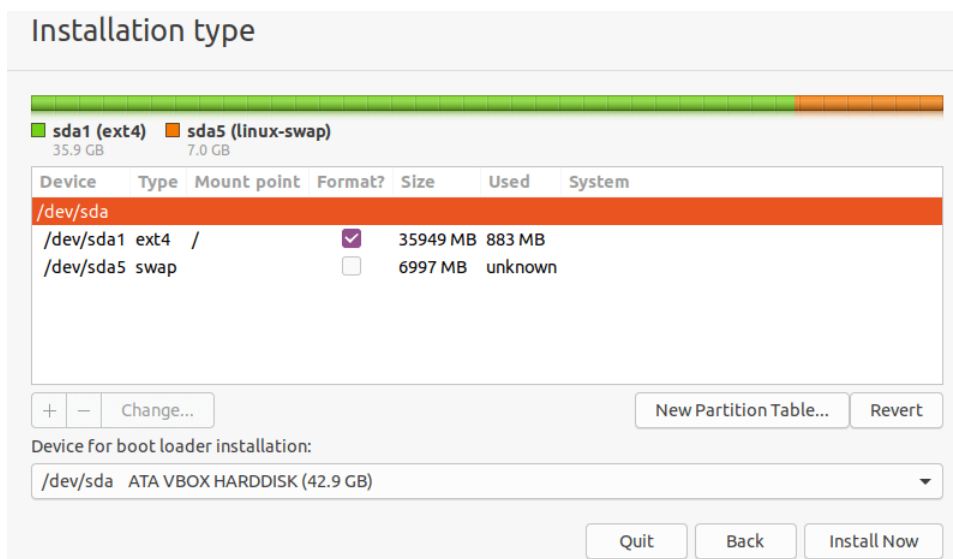 Installation type
sda1 (ext4) sda5 (linux-swap)
35.9 GB 7.0 GB
Device Type Mount point Format? Size Used System
/dev/sda
/dev/sda1 ext4 / 35949 MB 883 MB
/dev/sda5 swap 6997 MB unknown
+ − Change... New Partition Table... Revert
Device for boot loader installation:
/dev/sda ATA VBOX HARDDISK (42.9 GB)
Quit Back Install Now